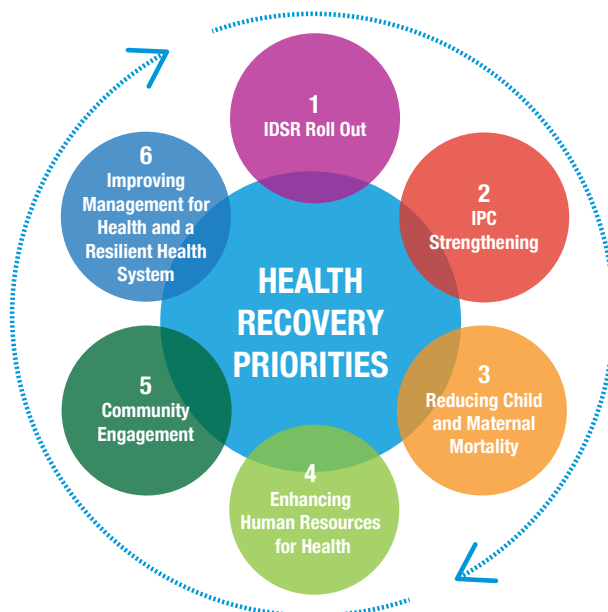 HEALTH
RECOVERY
PRIORITIES
1
IDSR Roll Out
2
IPC
Strengthening
3
Reducing Child
and Maternal
Mortality
4
Enhancing
Human Resources
for Health
5
Community
Engagement
6
Improving
Management for
Health and a
Resilient Health
System